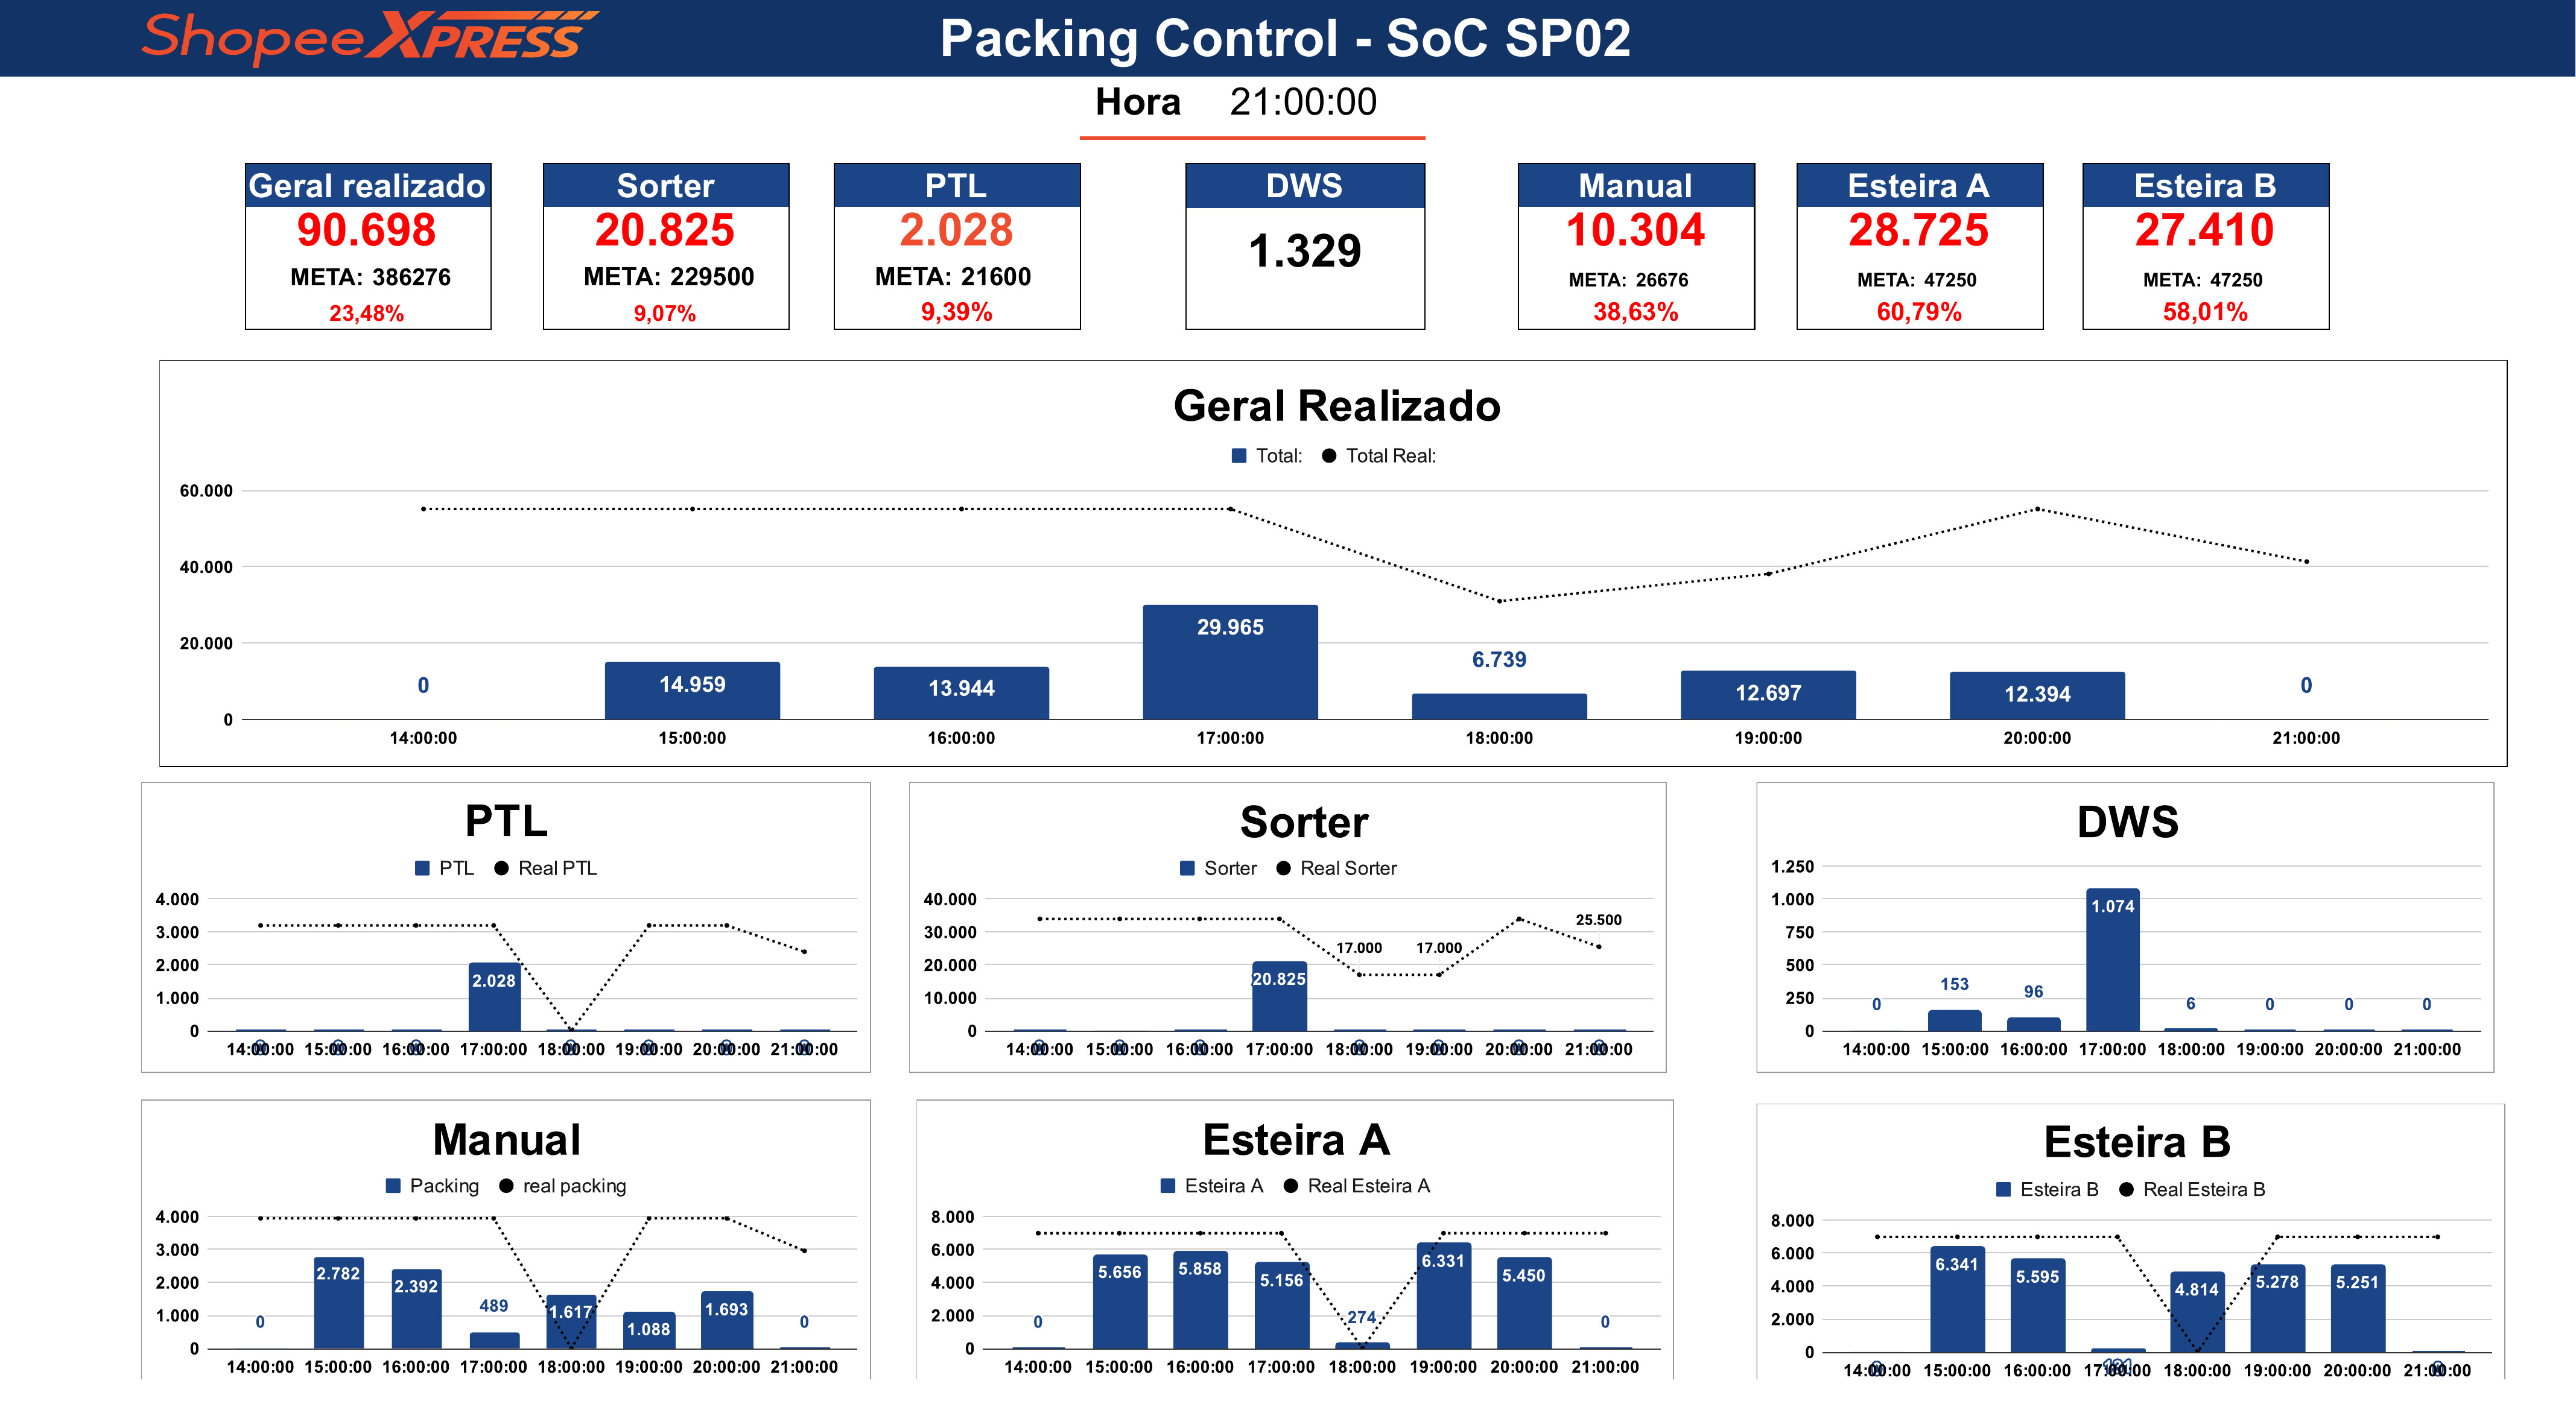 Shopee XPRESS
Packing Control - SoC SP02
Hora 21:00:00
Geral realizado
90.698
META: 386276
23,48%
Sorter
20.825
META: 229500
9,07%
PTL
2.028
META: 21600
9,39%
DWS
1.329
Manual
10.304
META: 26676
38,63%
Esteira A
28.725
META: 47250
60,79%
Esteira B
27.410
META: 47250
58,01%
Geral Realizado
Total: Total Real:
60.000
40.000
20.000
0
0 14.959 13.944 29.965 6.739 12.697 12.394 0
14:00:00 15:00:00 16:00:00 17:00:00 18:00:00 19:00:00 20:00:00 21:00:00
PTL
PTL Real PTL
4.000
3.000
2.000
1.000
0
2.028
0 0 0 0 0 0 0
14:00:00 15:00:00 16:00:00 17:00:00 18:00:00 19:00:00 20:00:00 21:00:00
Sorter
Sorter Real Sorter
40.000
30.000
20.000
10.000
0
20.825 17.000 17.000 25.500
0 0 0 0 0 0 0
14:00:00 15:00:00 16:00:00 17:00:00 18:00:00 19:00:00 20:00:00 21:00:00
DWS
1.250
1.000
750
500
250
0
0 153 96 1.074 6 0 0 0
14:00:00 15:00:00 16:00:00 17:00:00 18:00:00 19:00:00 20:00:00 21:00:00
Manual
Packing real packing
4.000
3.000
2.000
1.000
0
0 2.782 2.392 489 1.617 1.088 1.693 0
14:00:00 15:00:00 16:00:00 17:00:00 18:00:00 19:00:00 20:00:00 21:00:00
Esteira A
Esteira A Real Esteira A
8.000
6.000
4.000
2.000
0
0 5.656 5.858 5.156 274 6.331 5.450 0
14:00:00 15:00:00 16:00:00 17:00:00 18:00:00 19:00:00 20:00:00 21:00:00
Esteira B
Esteira B Real Esteira B
8.000
6.000
4.000
2.000
0
6.341 5.595 4.814 5.278 5.251
0 0
14:00:00 15:00:00 16:00:00 17:00:00 18:00:00 19:00:00 20:00:00 21:00:00